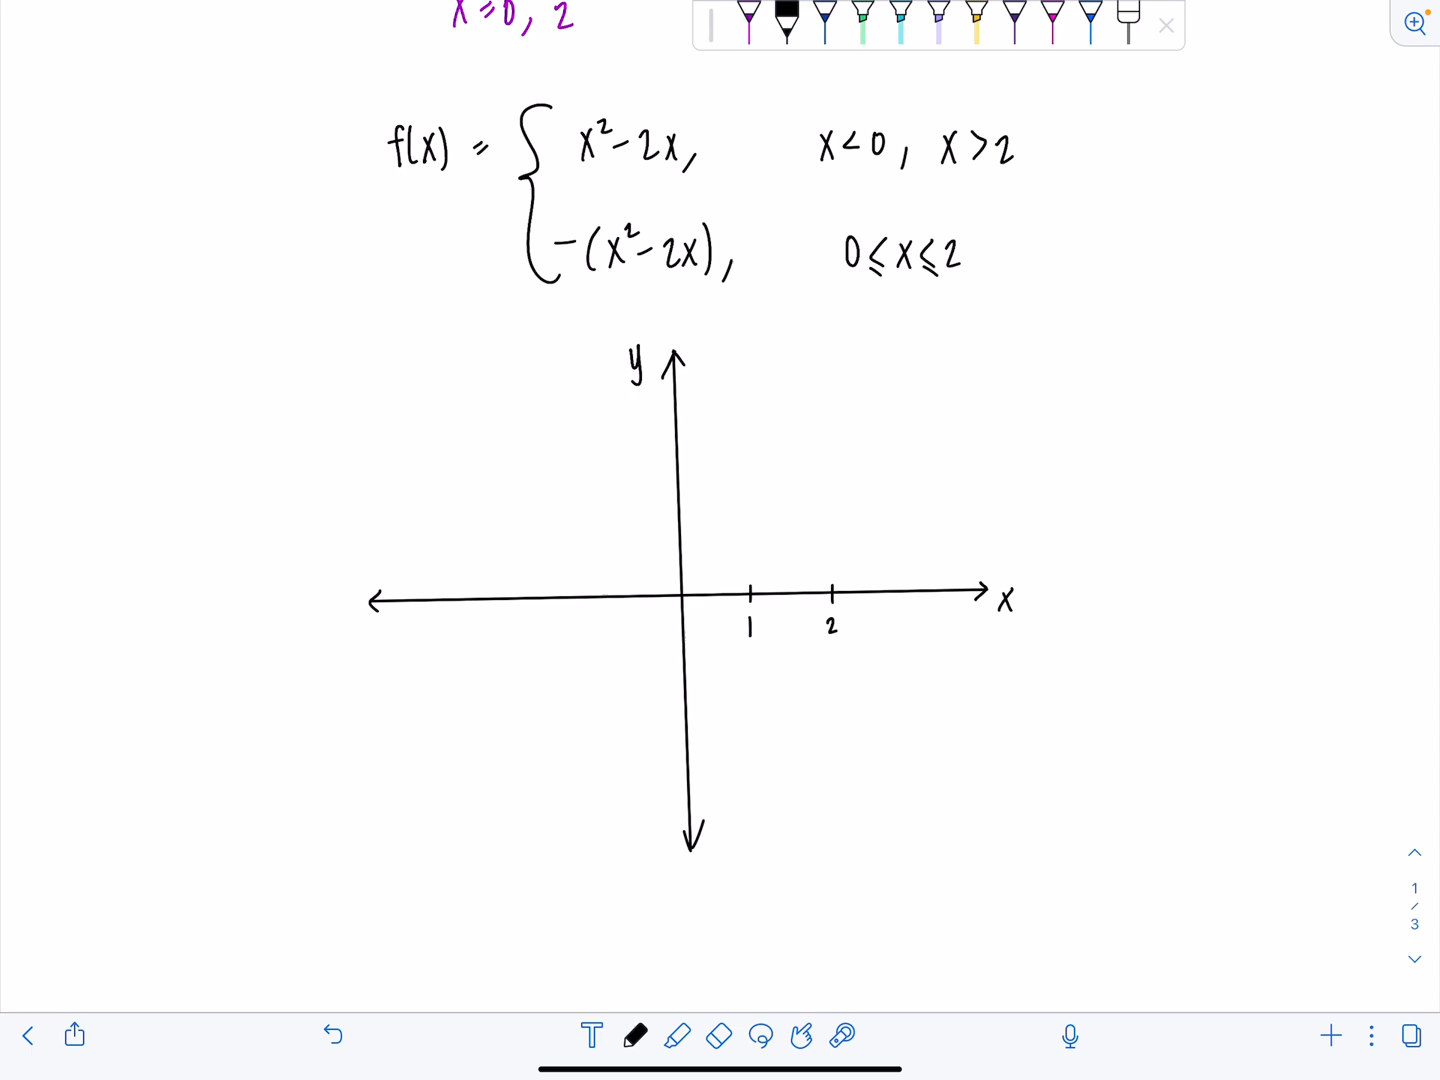 x = 0, 2
f(x) = { x² - 2x, x < 0, x > 2
-(x² - 2x), 0 ≤ x ≤ 2
y
x
1 2
1
/
3
T